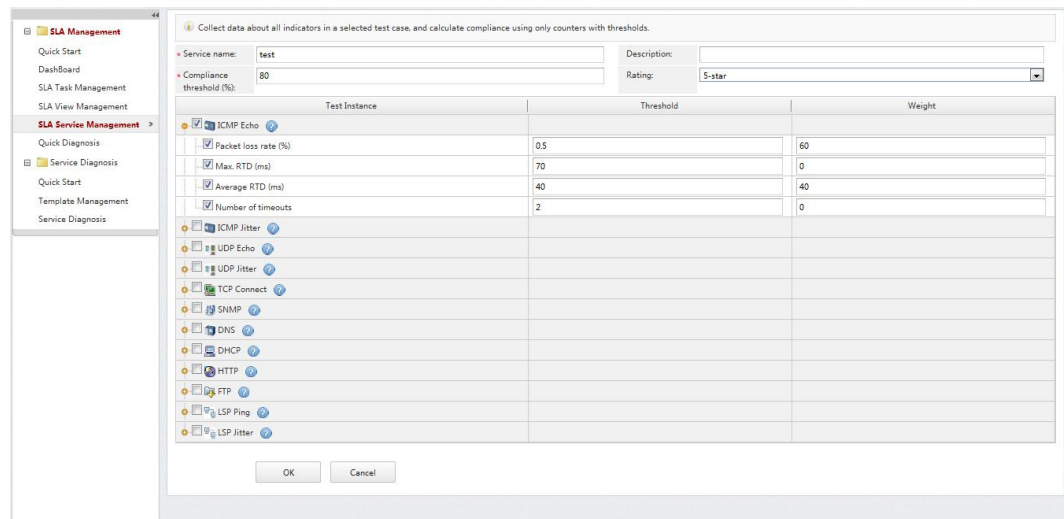 SLA Management
Quick Start
DashBoard
SLA Task Management
SLA View Management
SLA Service Management
Quick Diagnosis
Service Diagnosis
Quick Start
Template Management
Service Diagnosis
Collect data about all indicators in a selected test case, and calculate compliance using only counters with thresholds.
* Service name: test Description:
* Compliance threshold (%): 80 Rating: 5-star
Test Instance Threshold Weight
ICMP Echo
Packet loss rate (%) 0.5 60
Max. RTD (ms) 70 0
Average RTD (ms) 40 40
Number of timeouts 2 0
ICMP Jitter
UDP Echo
UDP Jitter
TCP Connect
SNMP
DNS
DHCP
HTTP
FTP
LSP Ping
LSP Jitter
OK Cancel